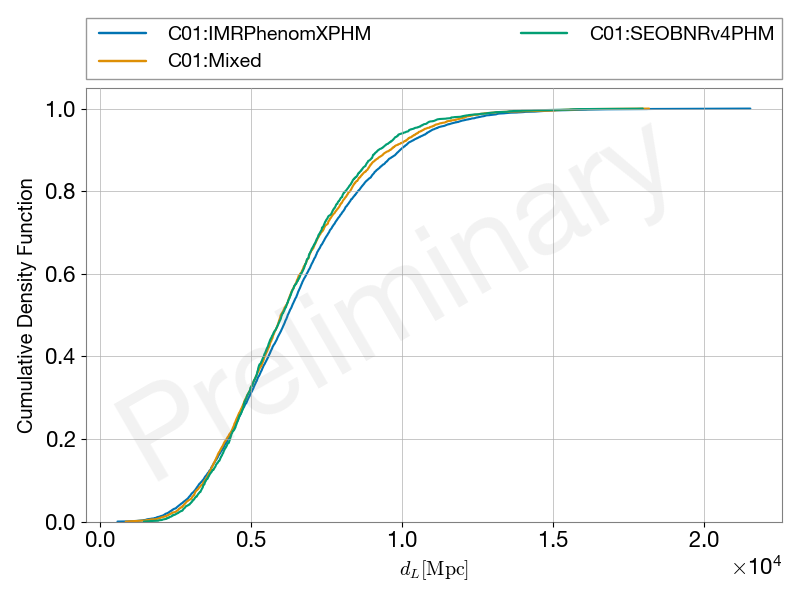 C01:IMRPhenomXPHM
C01:Mixed
C01:SEOBNRv4PHM
Cumulative Density Function
1.0
0.8
0.6
0.4
0.2
0.0
Preliminary
0.0 0.5 1.0 1.5 2.0
×10⁴
d_L[Mpc]